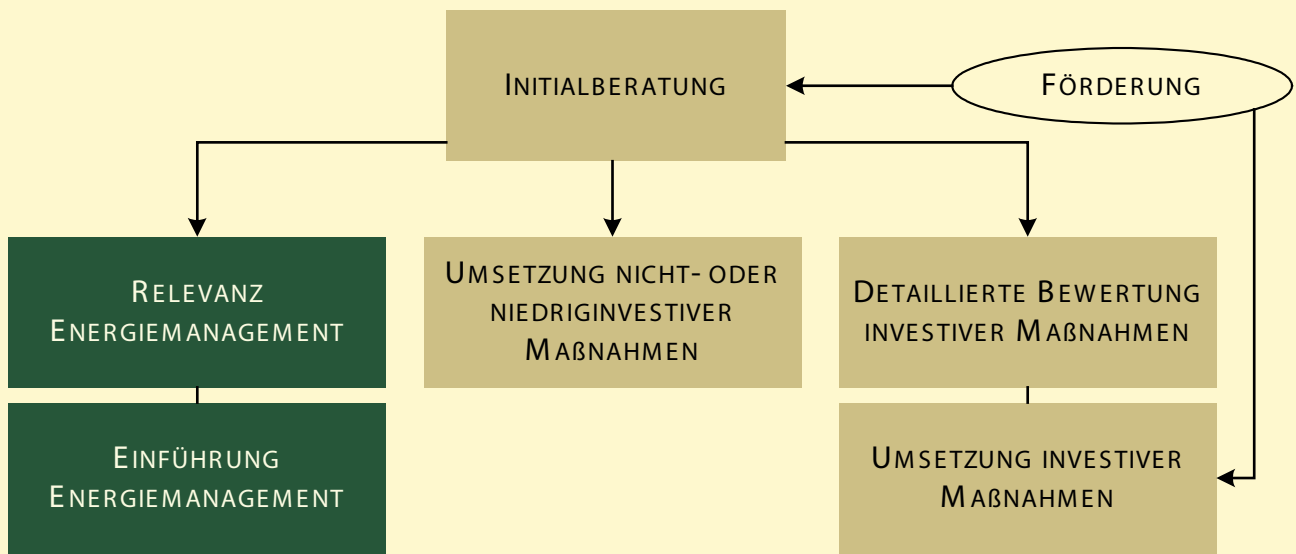 INITIALBERATUNG
FÖRDERUNG
RELEVANZ
ENERGIEMANAGEMENT
UMSETZUNG NICHT- ODER
NIEDRIGINVESTIVER
MAßNAHMEN
DETAILLIERTE BEWERTUNG
INVESTIVER MAßNAHMEN
EINFÜHRUNG
ENERGIEMANAGEMENT
UMSETZUNG INVESTIVER
MAßNAHMEN